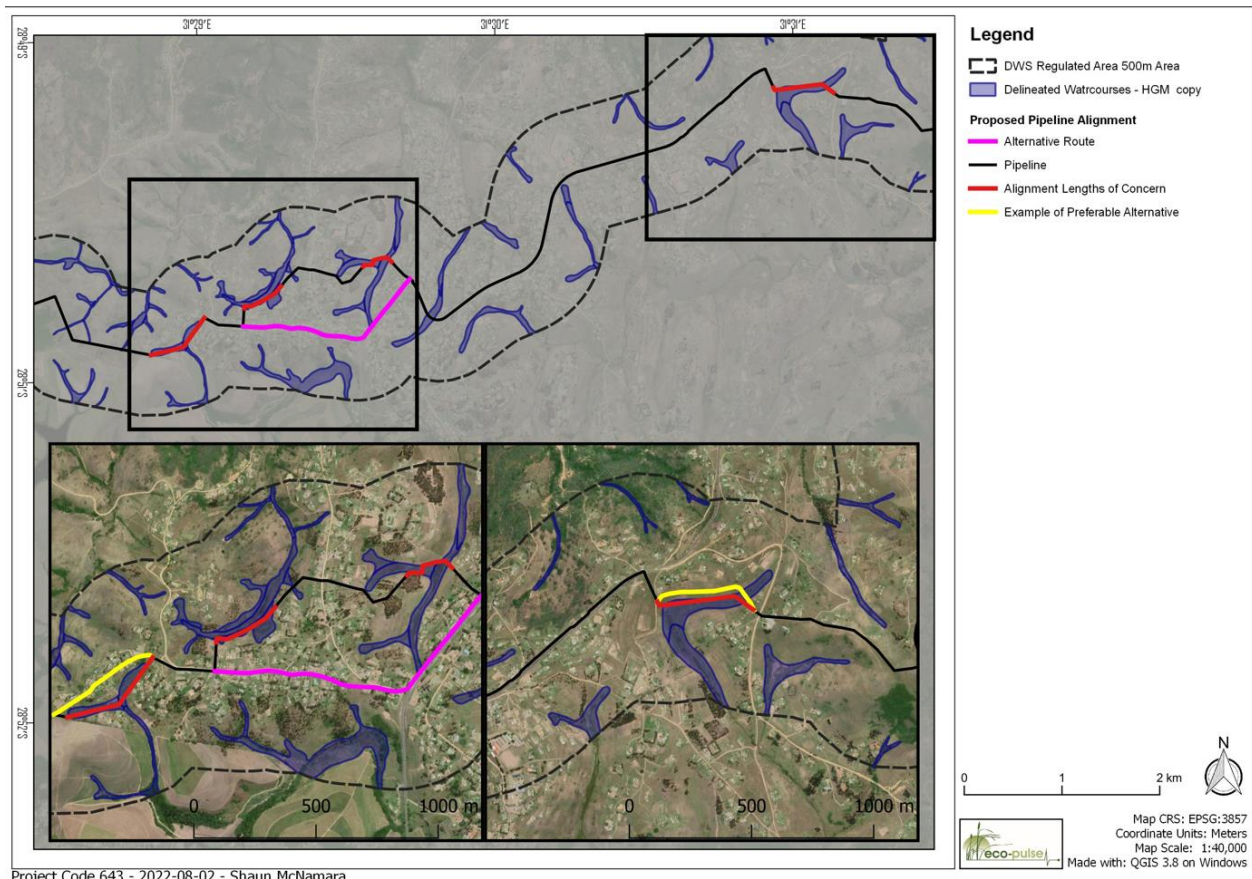 31°29'E
31°30'E
31°31'E
28°49'S
28°51'S
28°52'S
Legend
DWS Regulated Area 500m Area
Delineated Watrcourses - HGM copy
Proposed Pipeline Alignment
Alternative Route
Pipeline
Alignment Lengths of Concern
Example of Preferable Alternative
0 500 1000 m
0 500 1000 m
N
0 1 2 km
eco-pulse
Map CRS: EPSG:3857
Coordinate Units: Meters
Map Scale: 1:40,000
Made with: QGIS 3.8 on Windows
Project Code 643 - 2022-08-02 - Shaun McNamara